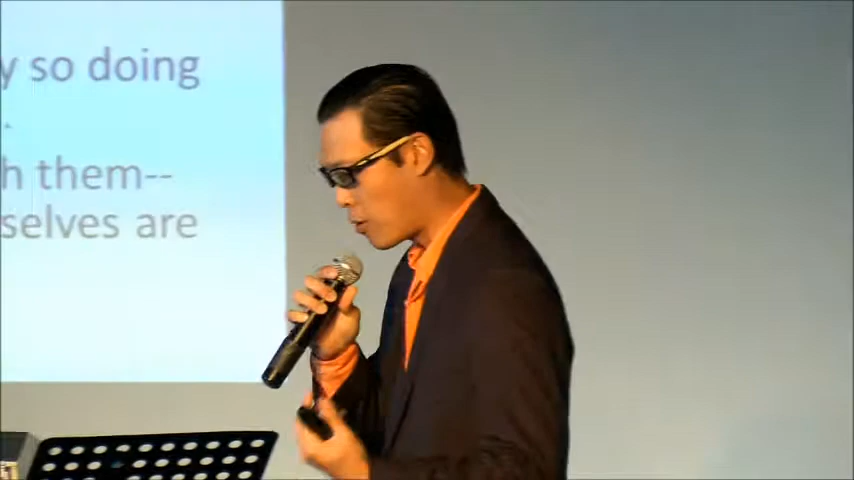 so doing
them--
selves are